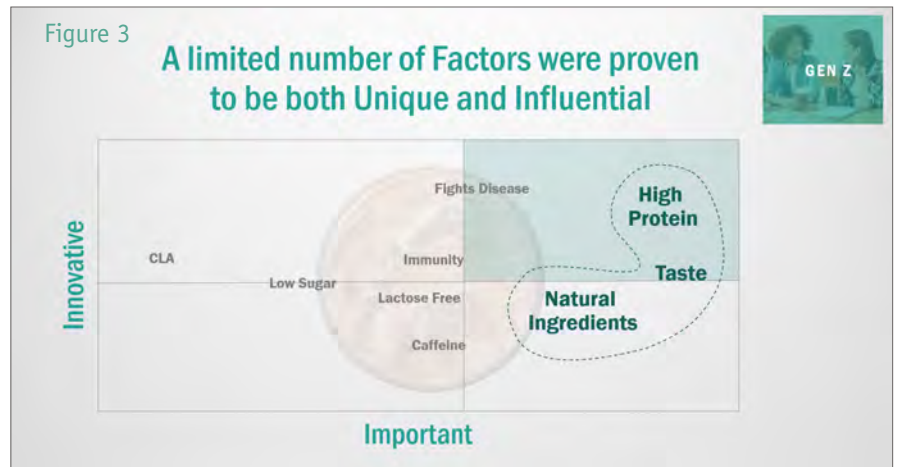 Figure 3
A limited number of Factors were proven
to be both Unique and Influential
GEN Z
Innovative
Fights Disease
High
Protein
CLA
Immunity
Taste
Low Sugar
Lactose Free
Natural
Ingredients
Caffeine
Important